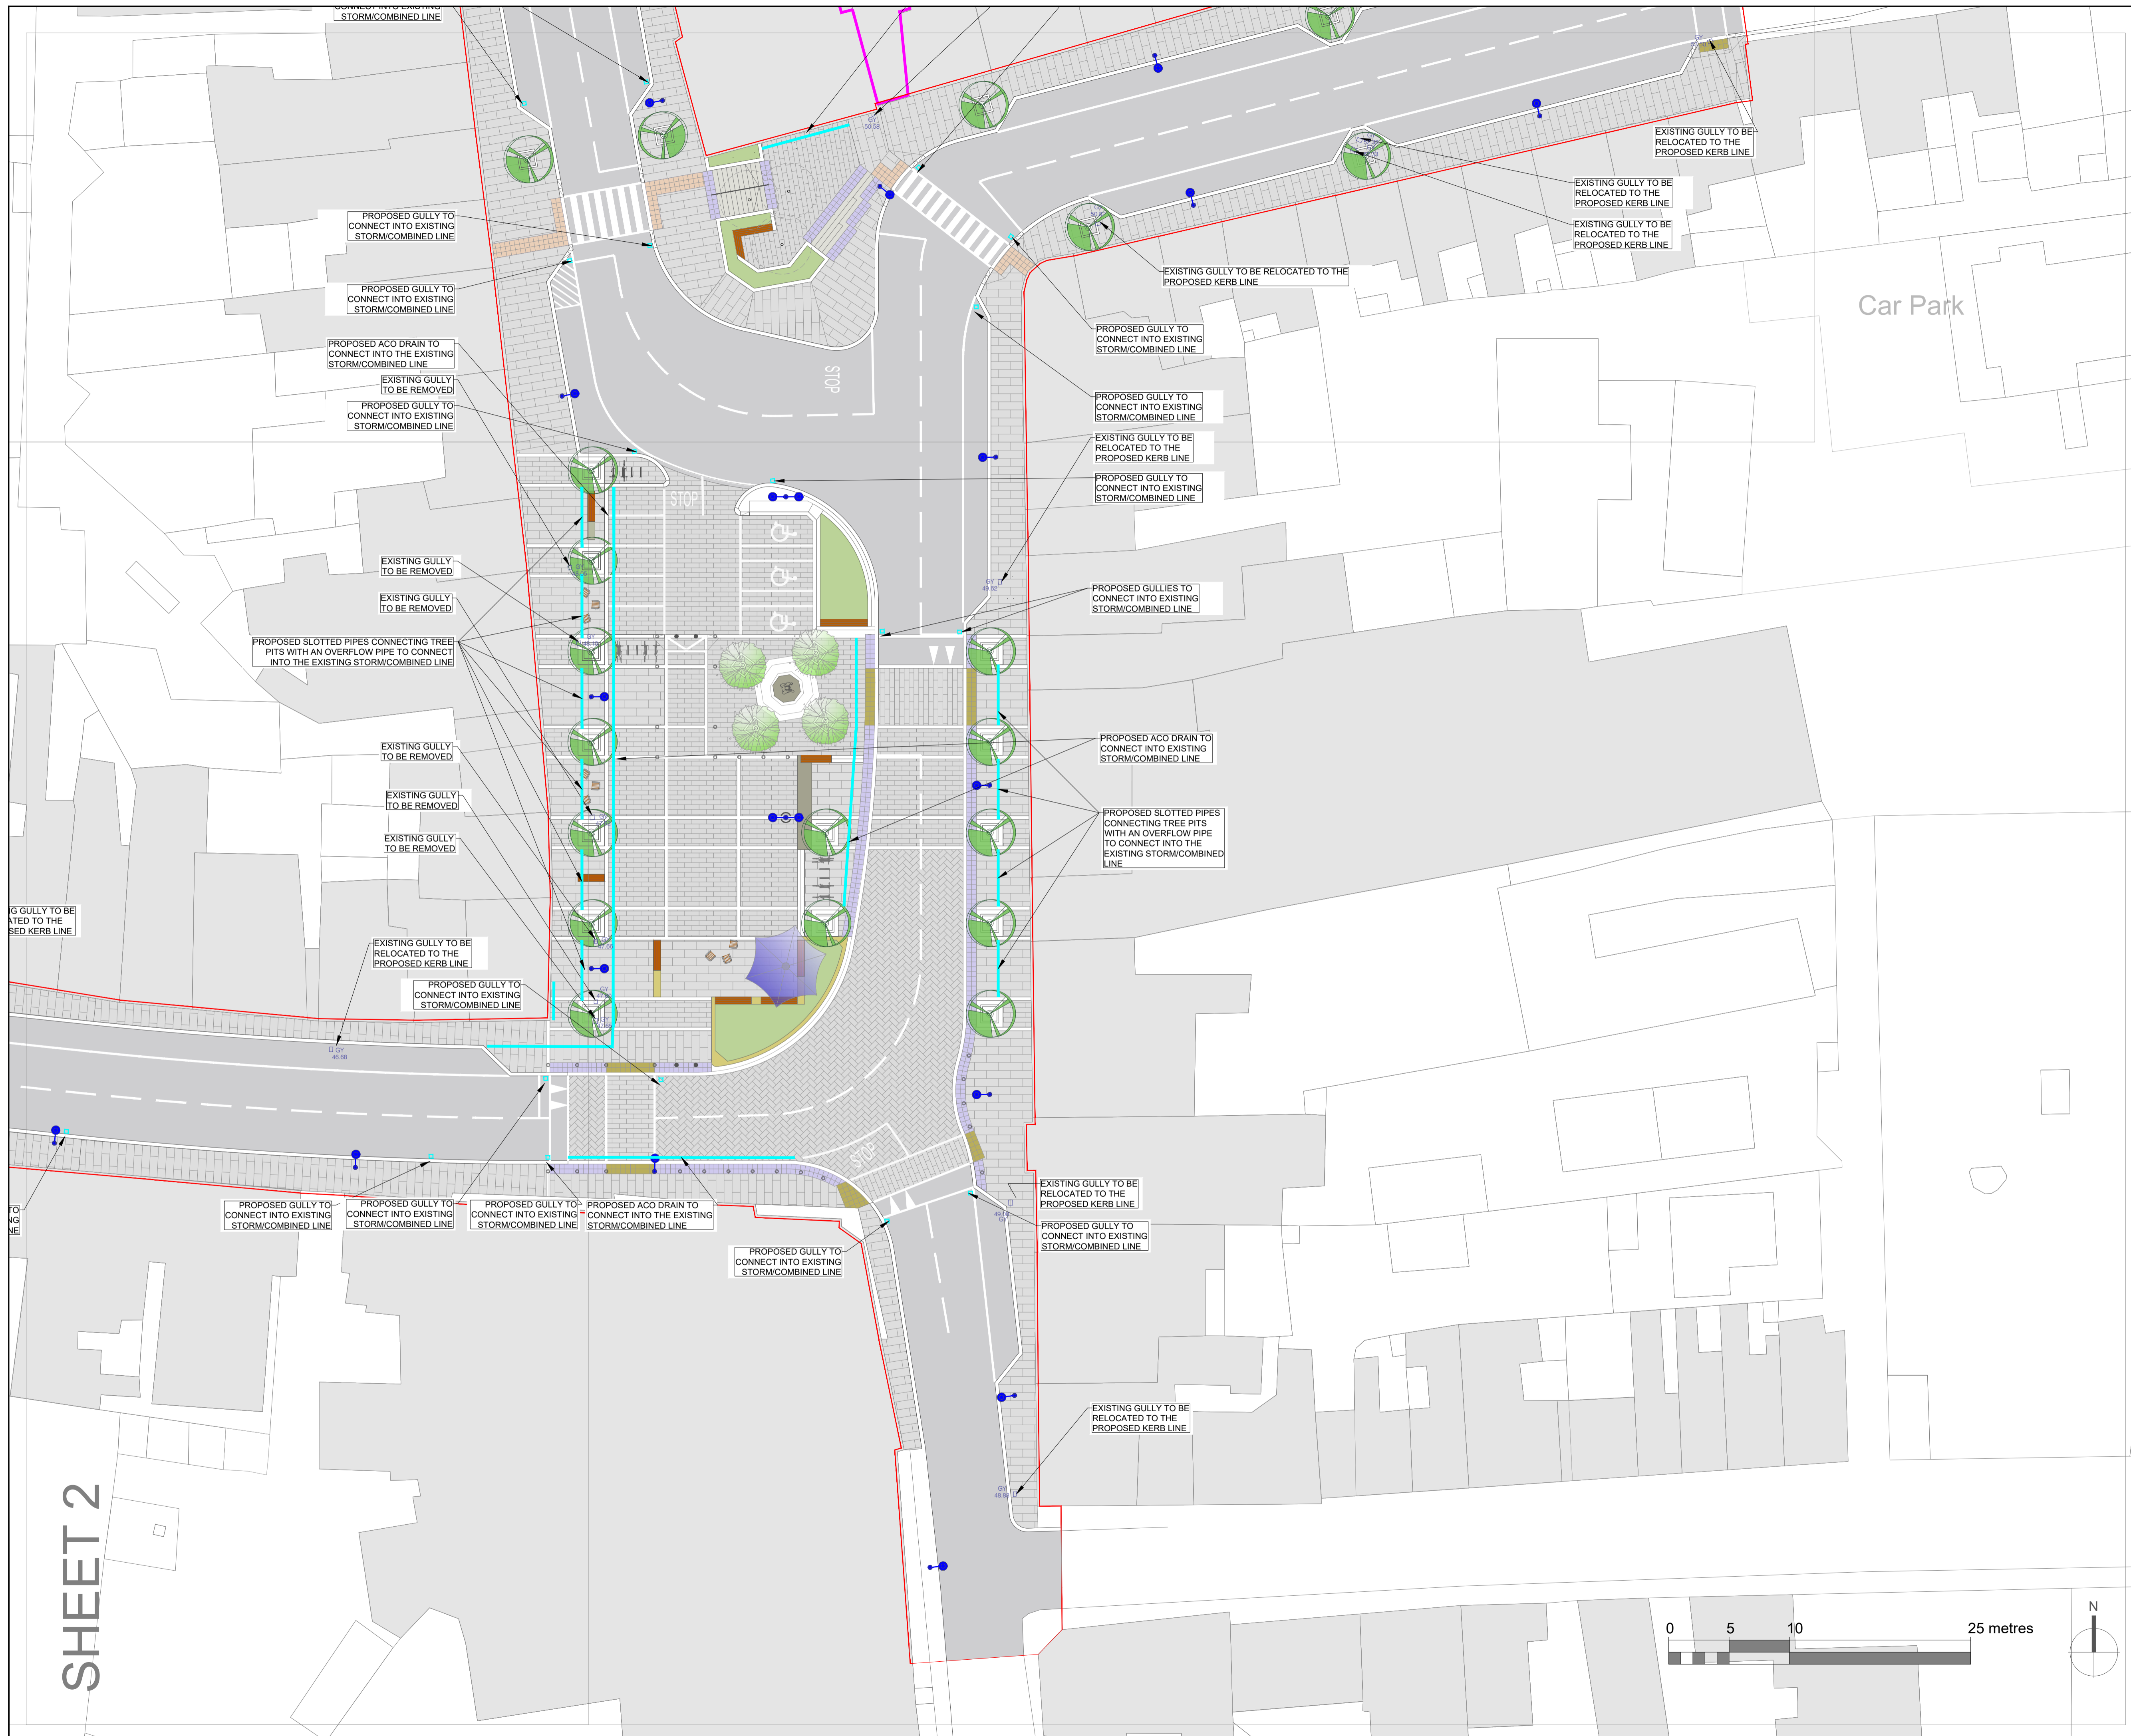 CONNECT INTO EXISTING
STORM/COMBINED LINE
GY
50.58
EXISTING GULLY TO BE
RELOCATED TO THE
PROPOSED KERB LINE
EXISTING GULLY TO BE
RELOCATED TO THE
PROPOSED KERB LINE
EXISTING GULLY TO BE
RELOCATED TO THE
PROPOSED KERB LINE
EXISTING GULLY TO BE RELOCATED TO THE
PROPOSED KERB LINE
Car Park
PROPOSED GULLY TO
CONNECT INTO EXISTING
STORM/COMBINED LINE
PROPOSED GULLY TO
CONNECT INTO EXISTING
STORM/COMBINED LINE
PROPOSED ACO DRAIN TO
CONNECT INTO THE EXISTING
STORM/COMBINED LINE
EXISTING GULLY
TO BE REMOVED
PROPOSED GULLY TO
CONNECT INTO EXISTING
STORM/COMBINED LINE
PROPOSED GULLY TO
CONNECT INTO EXISTING
STORM/COMBINED LINE
STOP
PROPOSED GULLY TO
CONNECT INTO EXISTING
STORM/COMBINED LINE
EXISTING GULLY TO BE
RELOCATED TO THE
PROPOSED KERB LINE
PROPOSED GULLY TO
CONNECT INTO EXISTING
STORM/COMBINED LINE
STOP
EXISTING GULLY
TO BE REMOVED
EXISTING GULLY
TO BE REMOVED
PROPOSED SLOTTED PIPES CONNECTING TREE
PITS WITH AN OVERFLOW PIPE TO CONNECT
INTO THE EXISTING STORM/COMBINED LINE
GY
PROPOSED GULLIES TO
CONNECT INTO EXISTING
STORM/COMBINED LINE
EXISTING GULLY
TO BE REMOVED
EXISTING GULLY
TO BE REMOVED
EXISTING GULLY
TO BE REMOVED
PROPOSED ACO DRAIN TO
CONNECT INTO EXISTING
STORM/COMBINED LINE
PROPOSED SLOTTED PIPES
CONNECTING TREE PITS
WITH AN OVERFLOW PIPE
TO CONNECT INTO THE
EXISTING STORM/COMBINED
LINE
GULLY TO BE
TO THE
KERB LINE
EXISTING GULLY TO BE
RELOCATED TO THE
PROPOSED KERB LINE
PROPOSED GULLY TO
CONNECT INTO EXISTING
STORM/COMBINED LINE
GY
46.68
STOP
PROPOSED GULLY TO
CONNECT INTO EXISTING
STORM/COMBINED LINE
PROPOSED GULLY TO
CONNECT INTO EXISTING
STORM/COMBINED LINE
PROPOSED GULLY TO
CONNECT INTO EXISTING
STORM/COMBINED LINE
PROPOSED ACO DRAIN TO
CONNECT INTO THE EXISTING
STORM/COMBINED LINE
PROPOSED GULLY TO
CONNECT INTO EXISTING
STORM/COMBINED LINE
EXISTING GULLY TO BE
RELOCATED TO THE
PROPOSED KERB LINE
PROPOSED GULLY TO
CONNECT INTO EXISTING
STORM/COMBINED LINE
EXISTING GULLY TO BE
RELOCATED TO THE
PROPOSED KERB LINE
GY
SHEET 2
0 5 10 25 metres
N